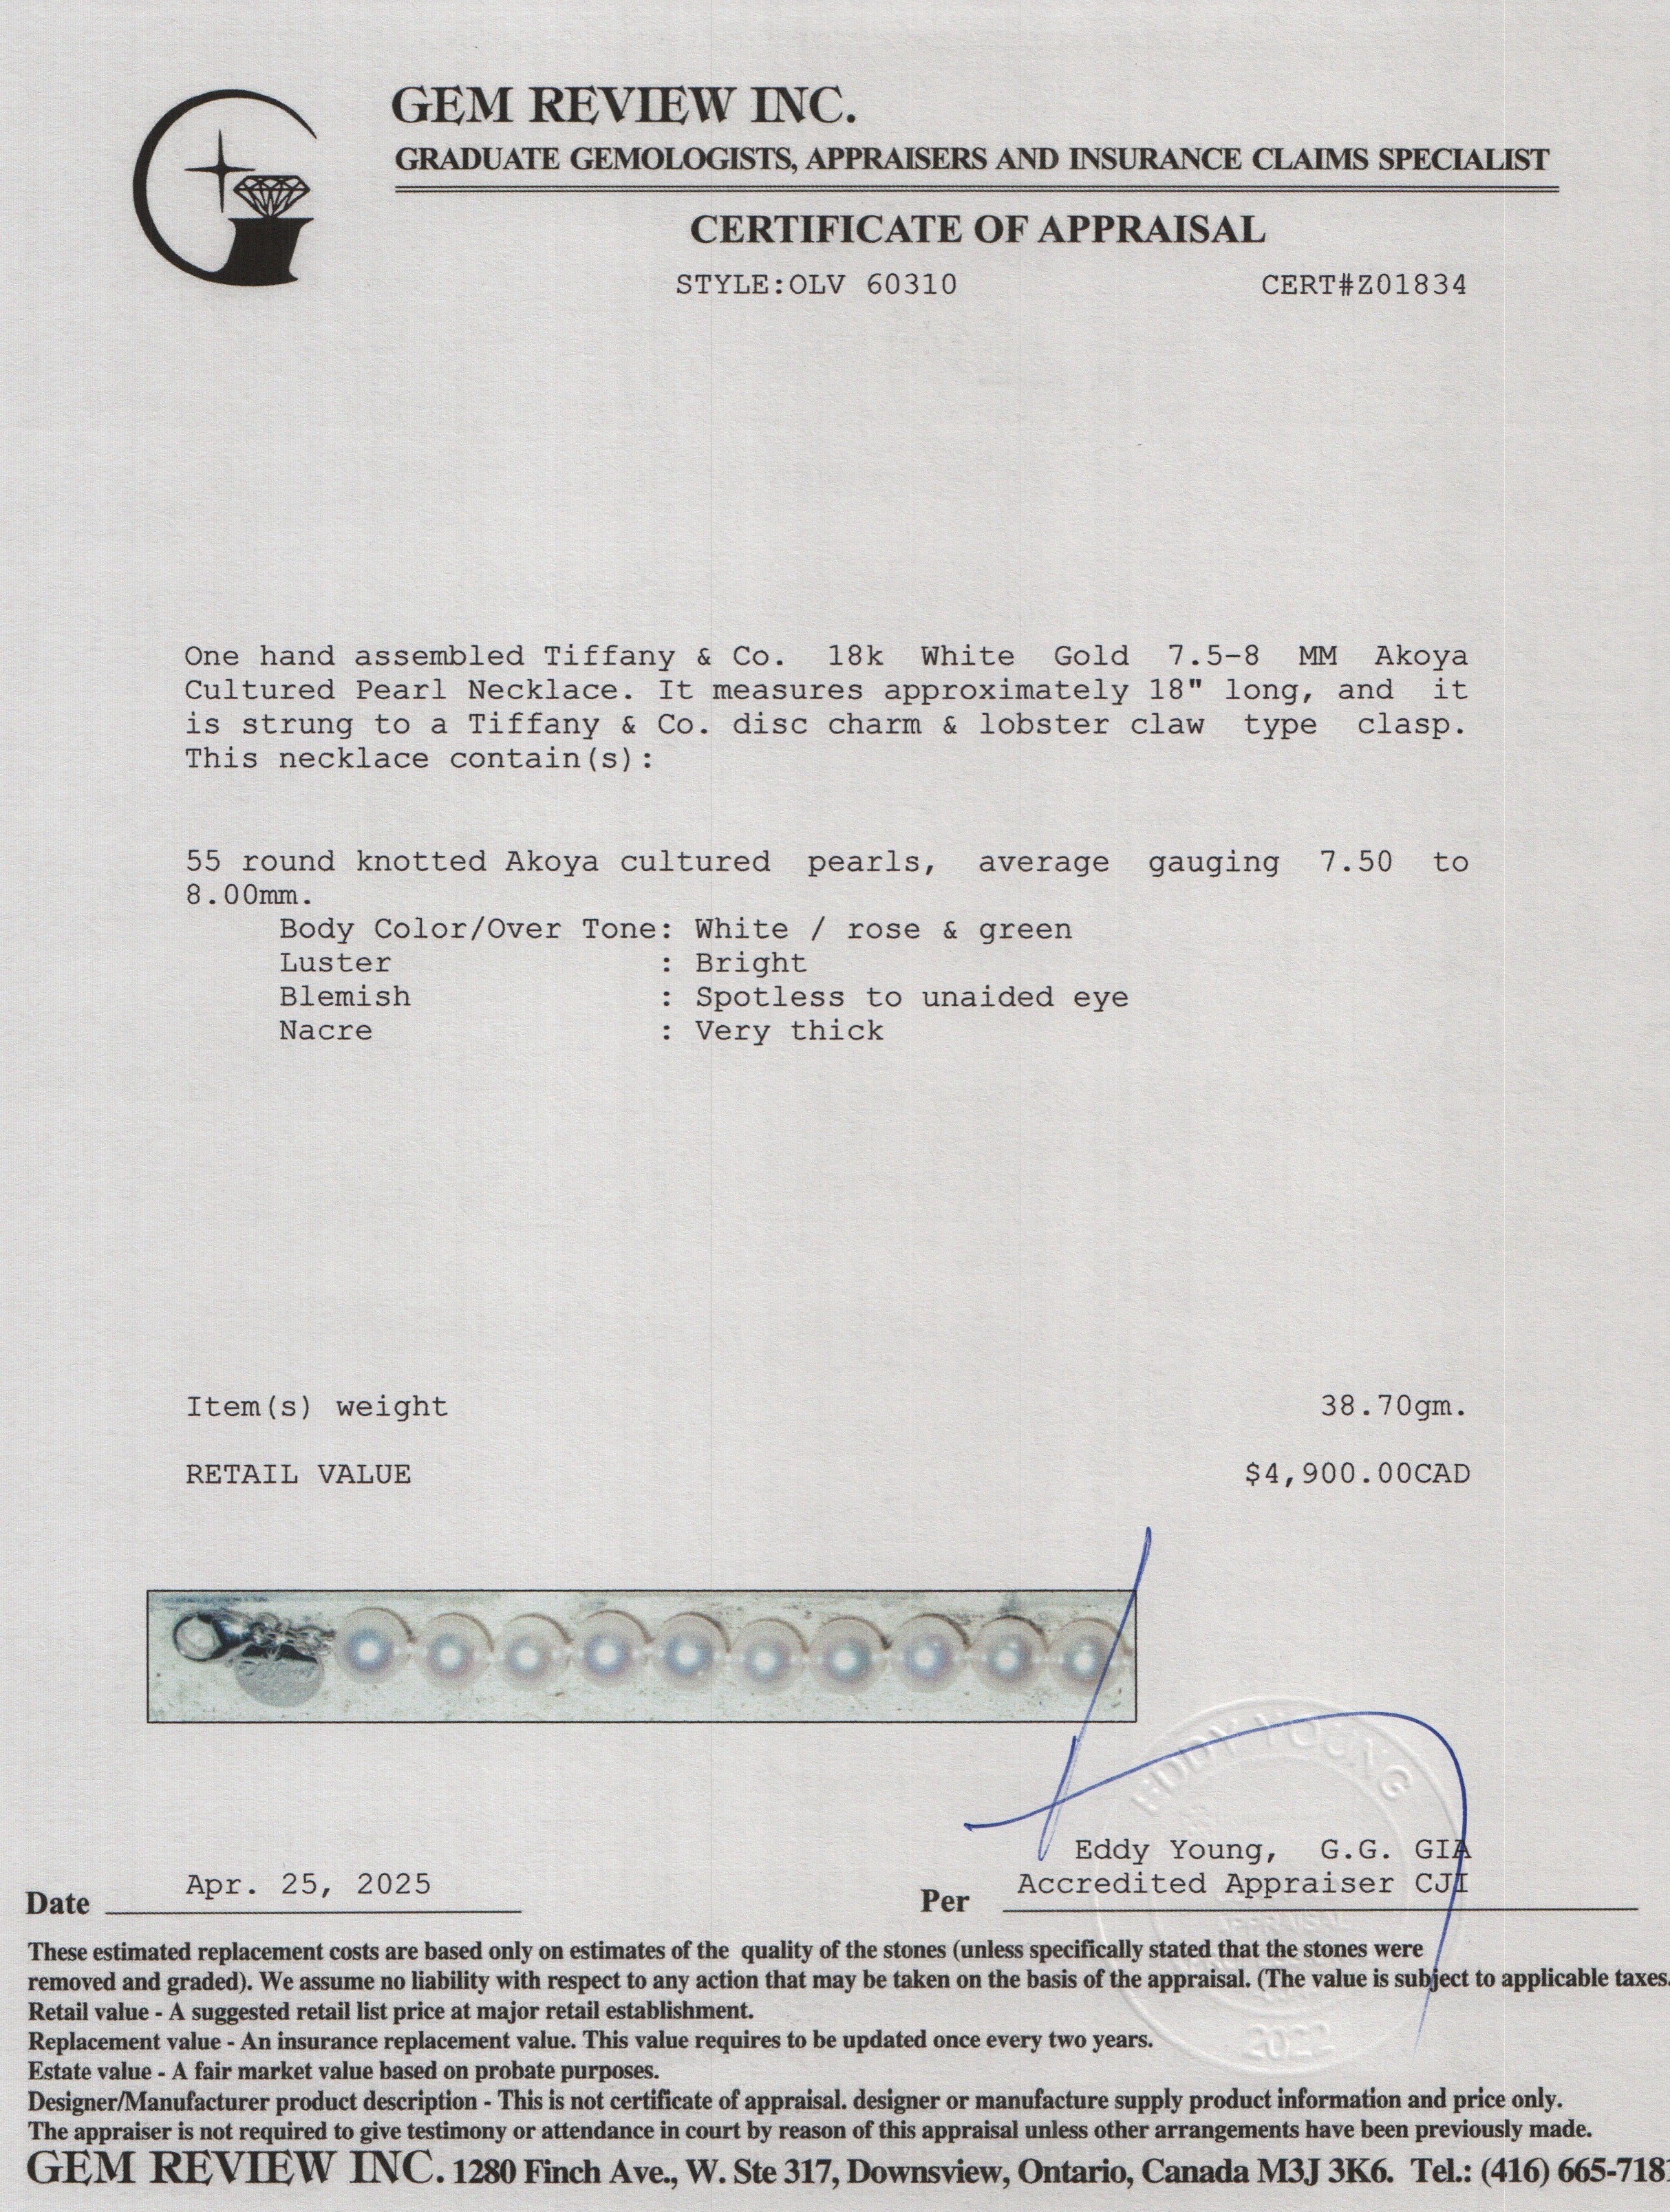 GEM REVIEW INC.
GRADUATE GEMOLOGISTS, APPRAISERS AND INSURANCE CLAIMS SPECIALIST
CERTIFICATE OF APPRAISAL
STYLE:OLV 60310 CERT#Z01834
One hand assembled Tiffany & Co. 18k White Gold 7.5-8 MM Akoya
Cultured Pearl Necklace. It measures approximately 18" long, and it
is strung to a Tiffany & Co. disc charm & lobster claw type clasp.
This necklace contain(s):
55 round knotted Akoya cultured pearls, average gauging 7.50 to
8.00mm.
Body Color/Over Tone: White / rose & green
Luster : Bright
Blemish : Spotless to unaided eye
Nacre : Very thick
Item(s) weight 38.70gm.
RETAIL VALUE $4,900.00CAD
EDDY YOUNG
Eddy Young, G.G. GIA
Date Apr. 25, 2025 Per Accredited Appraiser CJI
APPRAISAL
2022
These estimated replacement costs are based only on estimates of the quality of the stones (unless specifically stated that the stones were
removed and graded). We assume no liability with respect to any action that may be taken on the basis of the appraisal. (The value is subject to applicable taxes.
Retail value - A suggested retail list price at major retail establishment.
Replacement value - An insurance replacement value. This value requires to be updated once every two years.
Estate value - A fair market value based on probate purposes.
Designer/Manufacturer product description - This is not certificate of appraisal. designer or manufacture supply product information and price only.
The appraiser is not required to give testimony or attendance in court by reason of this appraisal unless other arrangements have been previously made.
GEM REVIEW INC. 1280 Finch Ave., W. Ste 317, Downsview, Ontario, Canada M3J 3K6. Tel.: (416) 665-7181